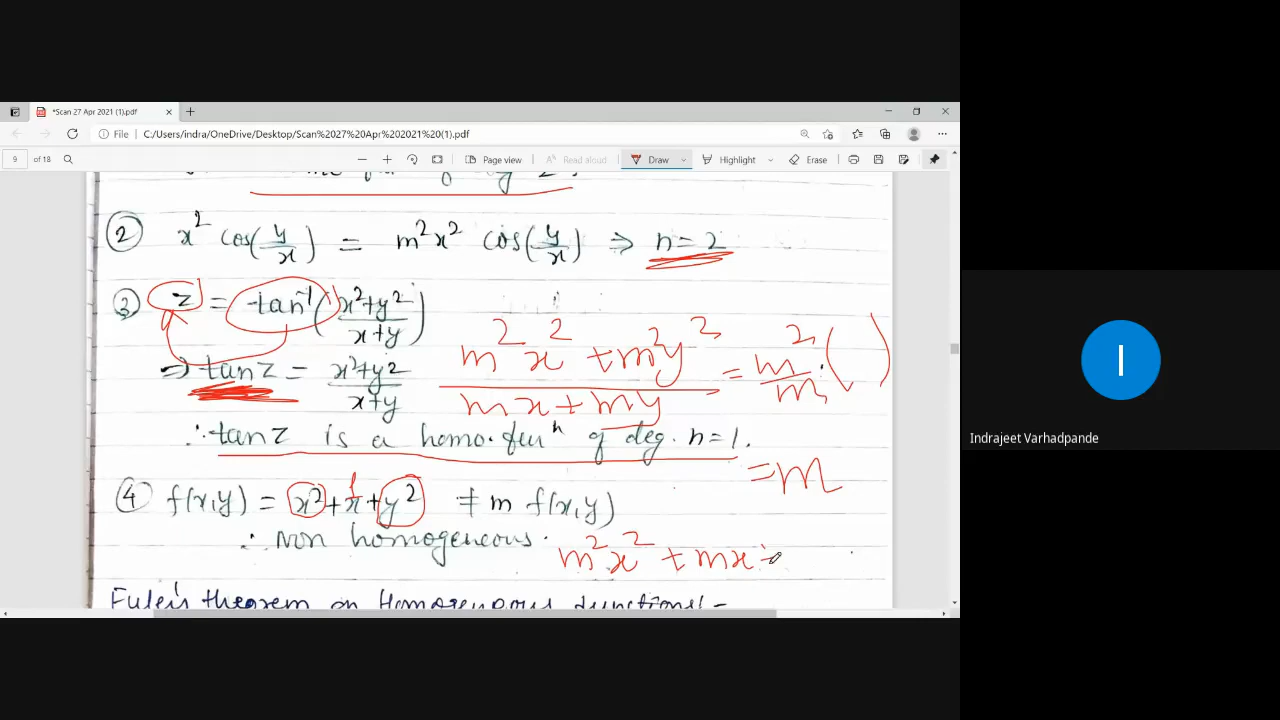 *Scan 27 Apr 2021 (1).pdf
File C:/Users/indra/OneDrive/Desktop/Scan%2027%20Apr%202021%20(1).pdf
9 of 18 Page view Read aloud Draw Highlight Erase
② x² cos(y/x) = m²x² cos(y/x) ⇒ n=2
③ z = tan⁻¹(x²+y²/x+y)
⇒ tan z = x²+y²/x+y m²x²+m²y²/mx+my = m²/m·( )
∴ tan z is a homo. funⁿ of deg. n=1.
= m
④ f(x,y) = x²+x+y² ≠ m f(x,y)
∴ Non homogeneous.
m²x² + mx +
Euler's theorem on Homogeneous functions:-
I
Indrajeet Varhadpande